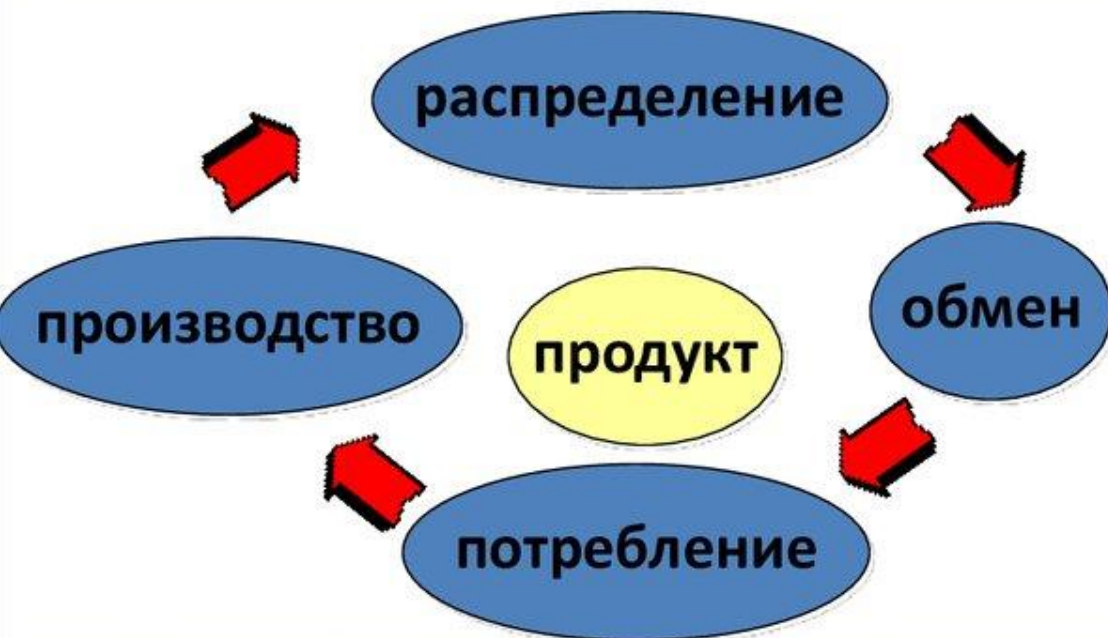 распределение
производство
обмен
продукт
потребление